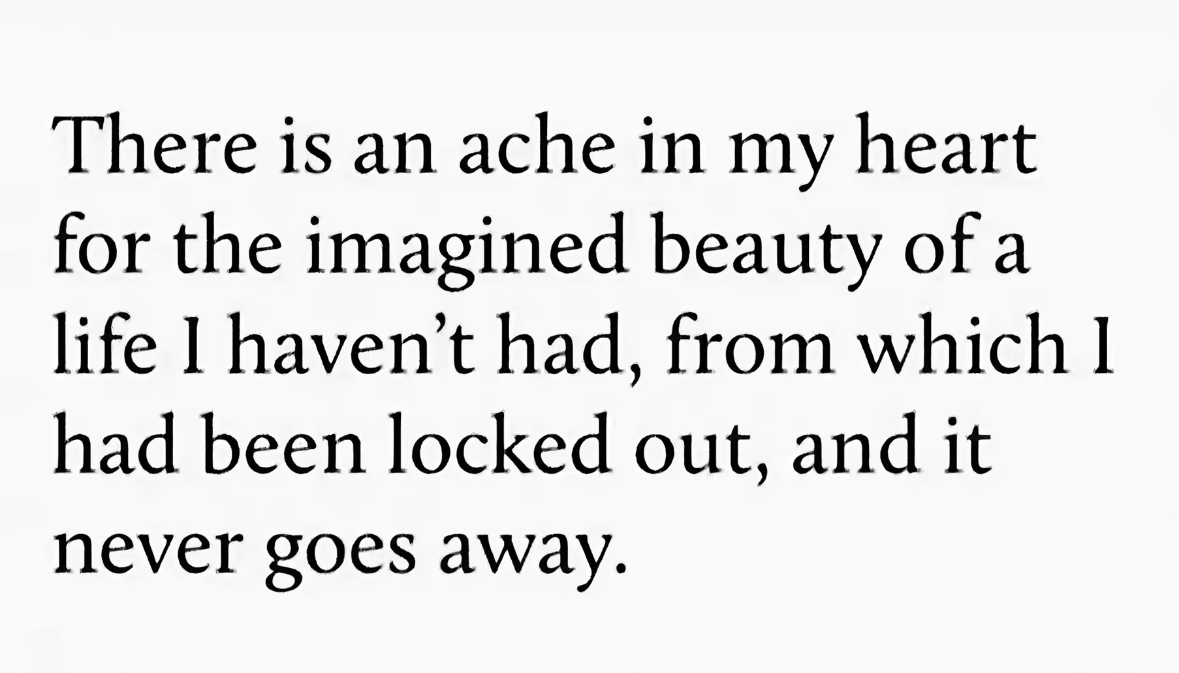 There is an ache in my heart
for the imagined beauty of a
life I haven’t had, from which I
had been locked out, and it
never goes away.